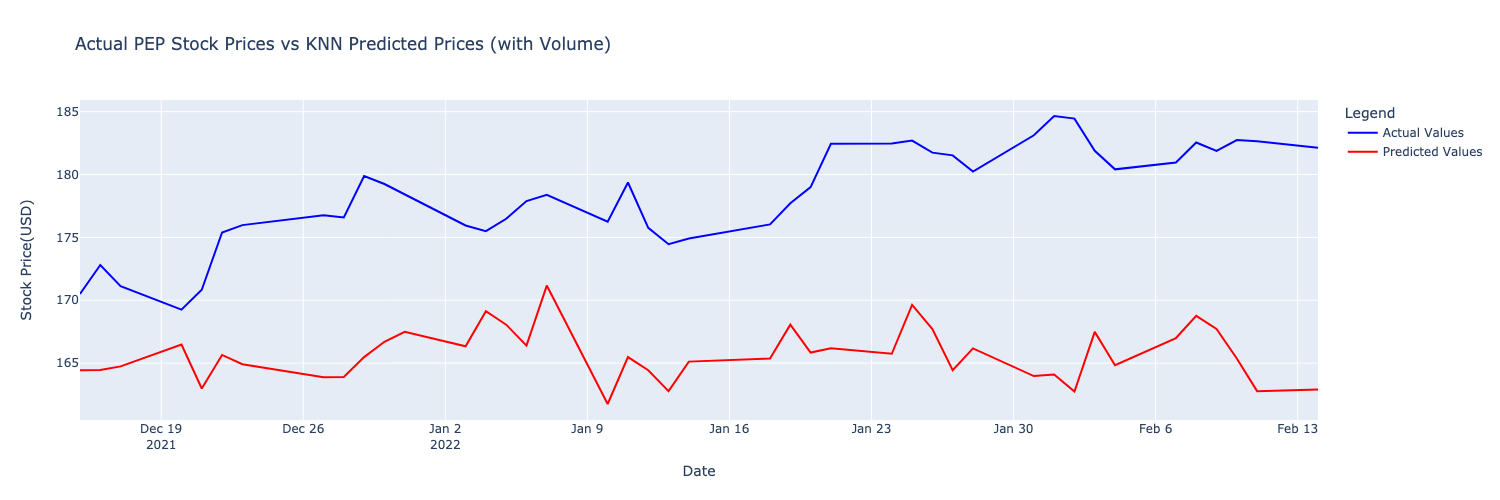 Actual PEP Stock Prices vs KNN Predicted Prices (with Volume)
Legend
Actual Values
Predicted Values
Stock Price(USD)
185
180
175
170
165
Dec 19
2021
Dec 26
Jan 2
2022
Jan 9
Jan 16
Jan 23
Jan 30
Feb 6
Feb 13
Date